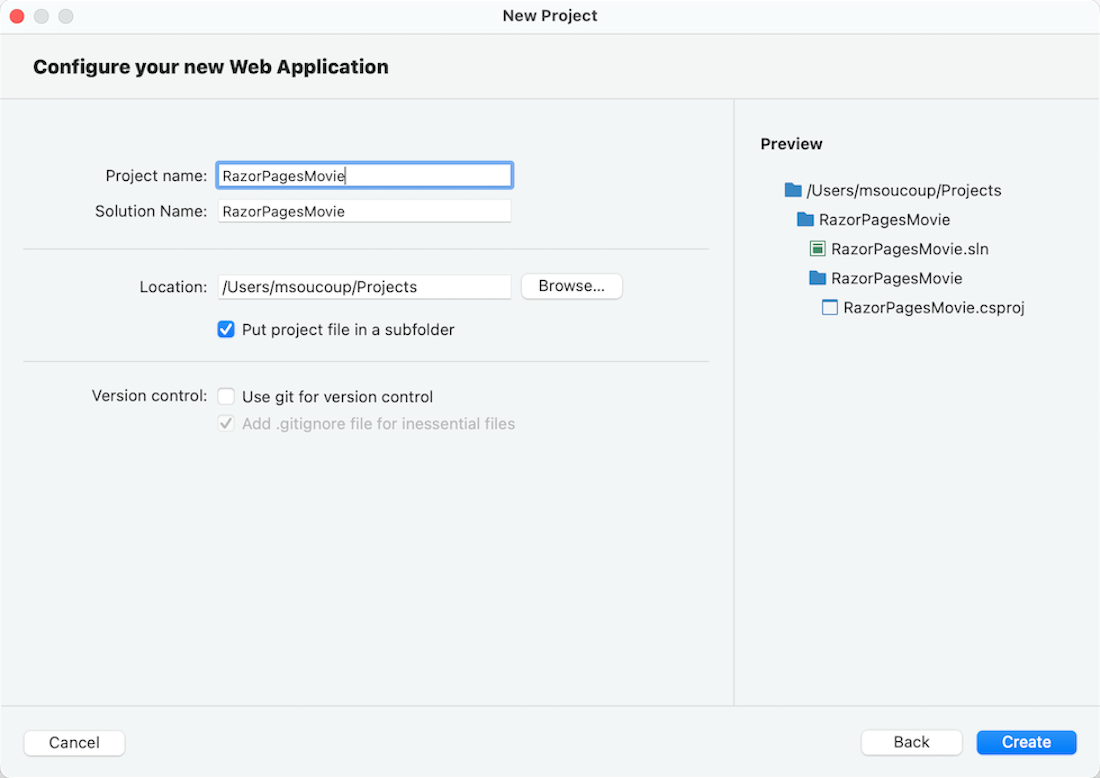 New Project
Configure your new Web Application
Project name: RazorPagesMovie
Solution Name: RazorPagesMovie
Location: /Users/msoucoup/Projects Browse...
Put project file in a subfolder
Version control: Use git for version control
Add .gitignore file for inessential files
Preview
/Users/msoucoup/Projects
RazorPagesMovie
RazorPagesMovie.sln
RazorPagesMovie
RazorPagesMovie.csproj
Cancel Back Create